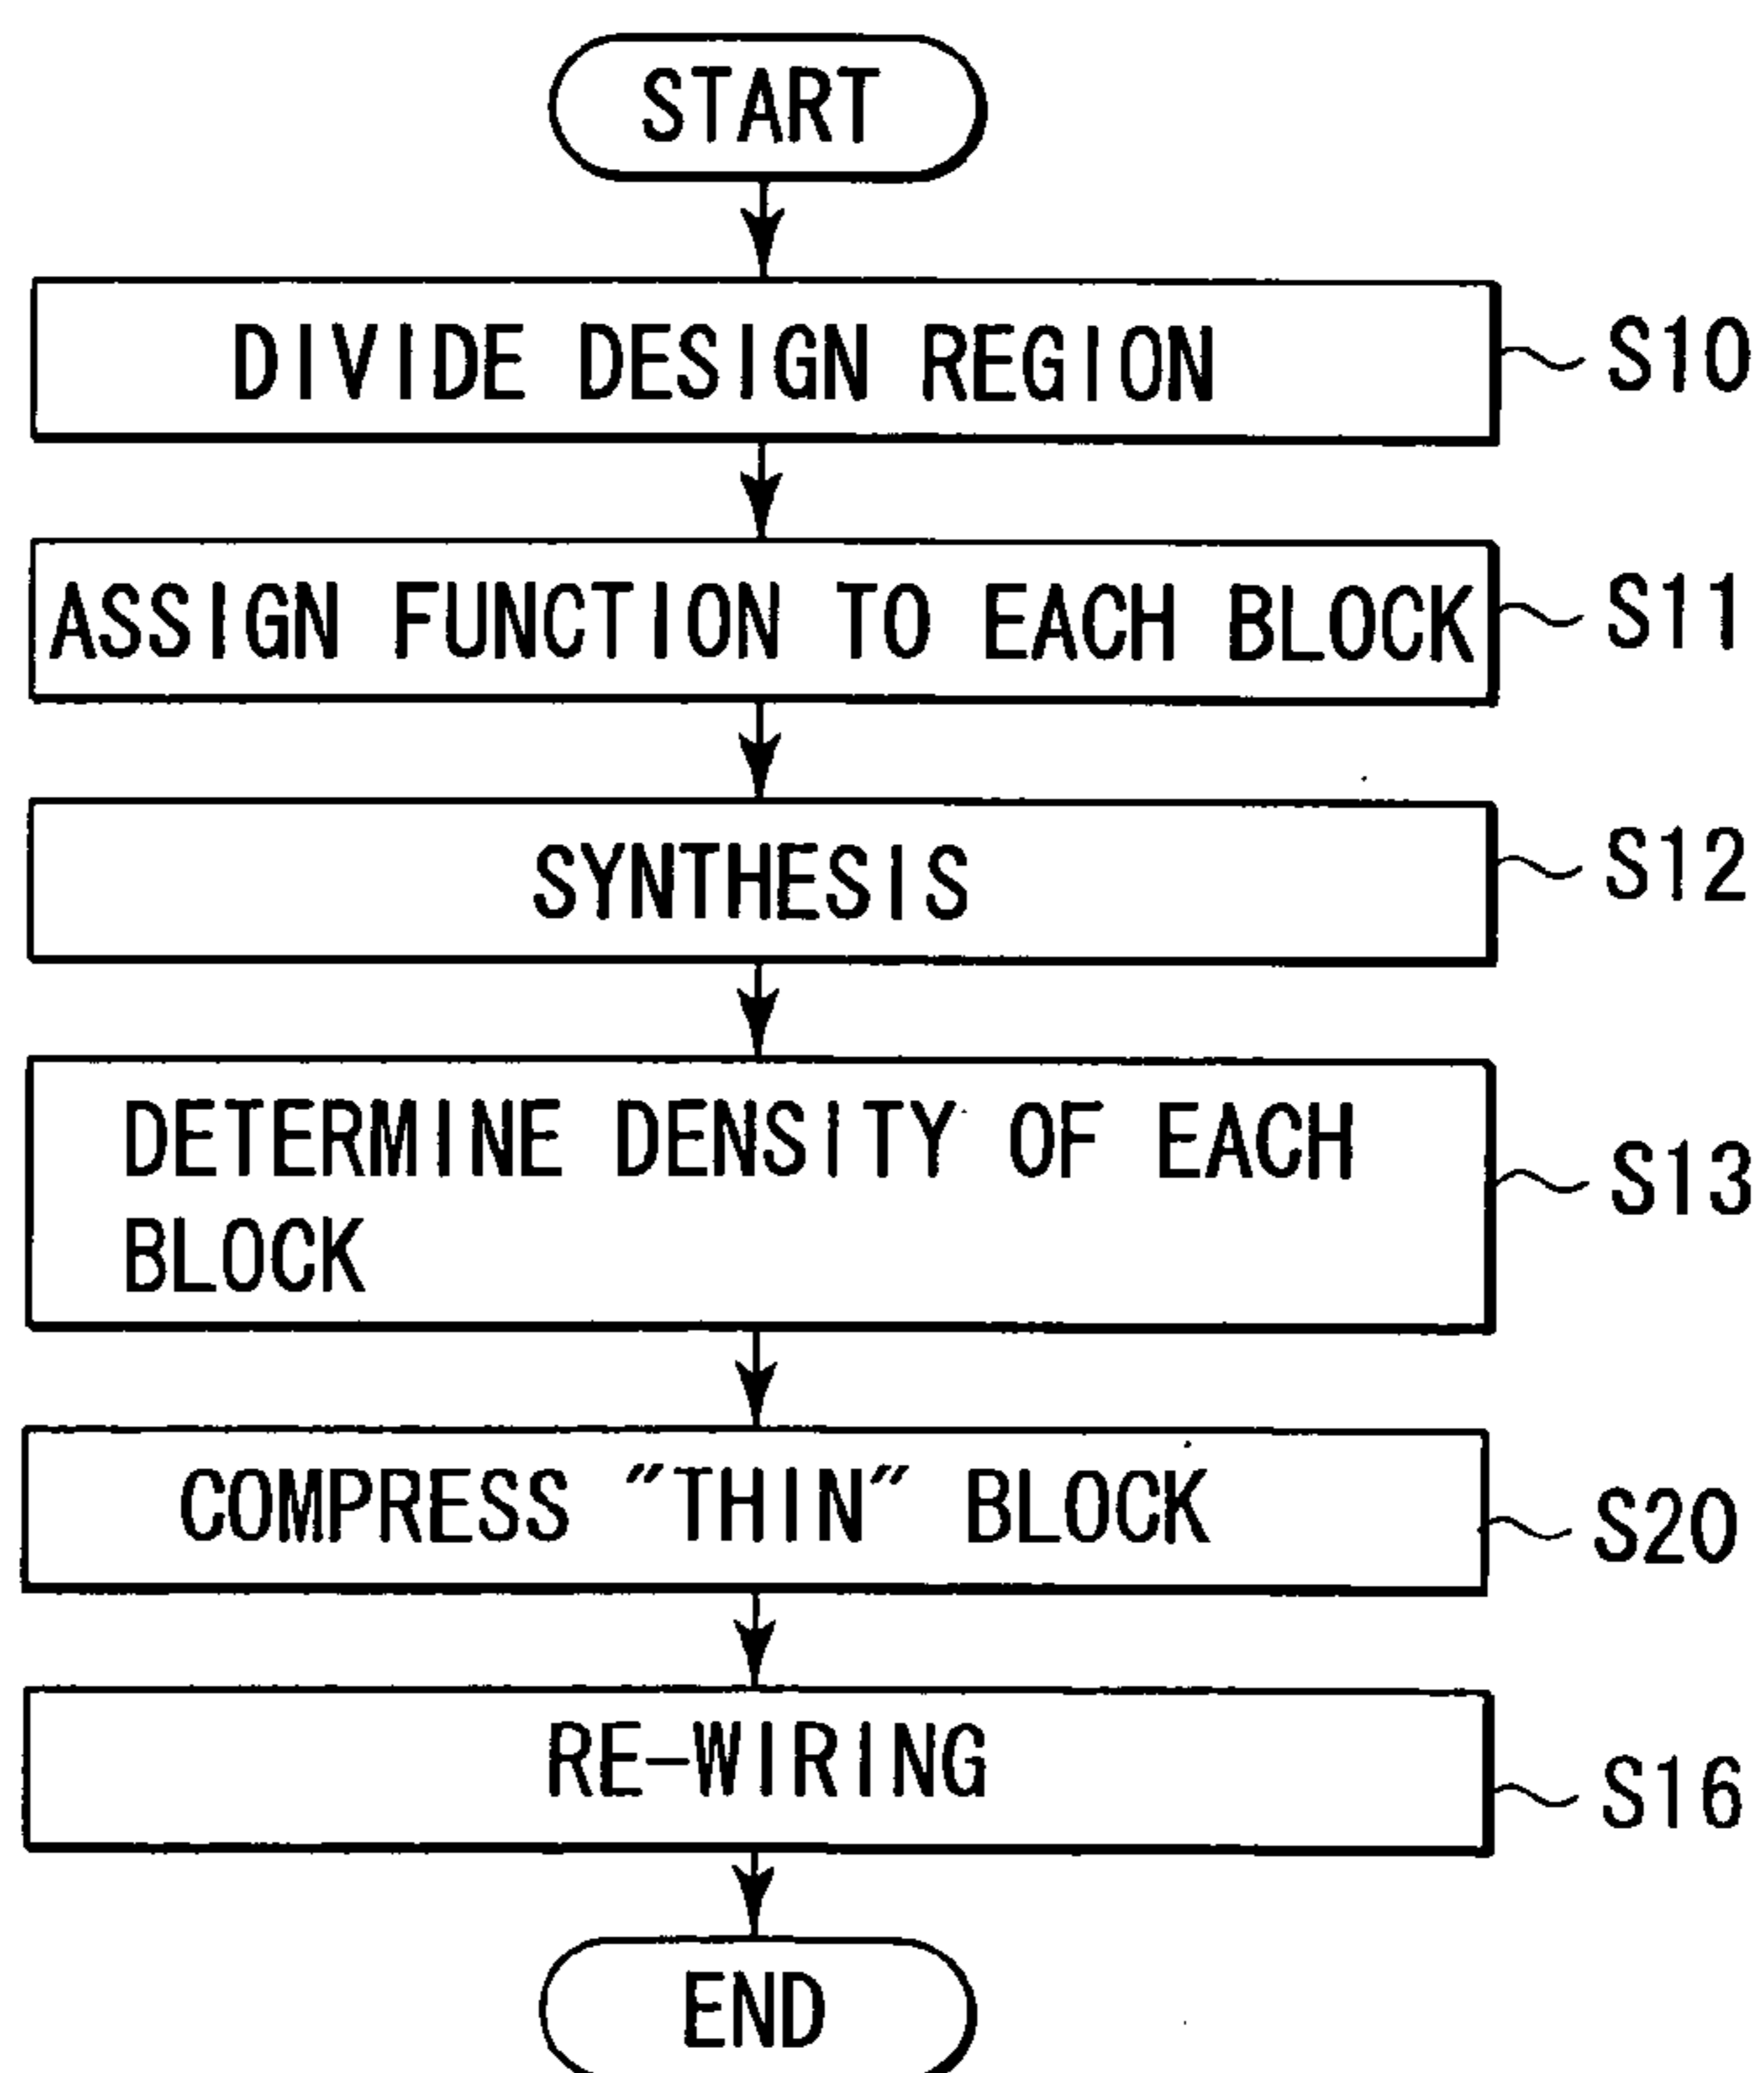 START
DIVIDE DESIGN REGION
S10
ASSIGN FUNCTION TO EACH BLOCK
S11
SYNTHESIS
S12
DETERMINE DENSITY OF EACH
BLOCK
S13
COMPRESS "THIN" BLOCK
S20
RE-WIRING
S16
END